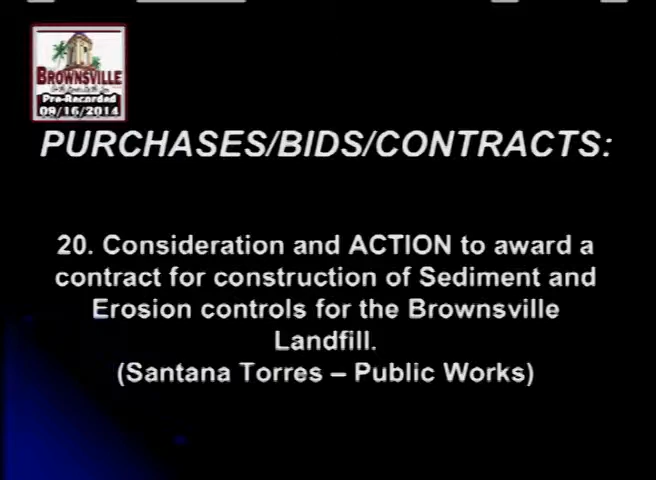 BROWNSVILLE
Pre-Recorded
09/16/2014
PURCHASES/BIDS/CONTRACTS:
20. Consideration and ACTION to award a
contract for construction of Sediment and
Erosion controls for the Brownsville
Landfill.
(Santana Torres – Public Works)